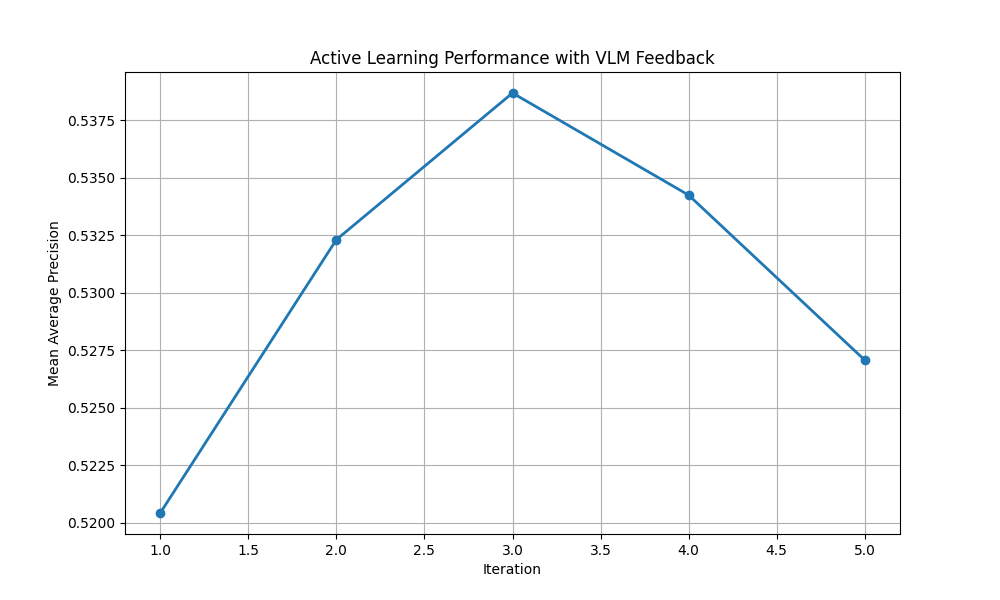 Active Learning Performance with VLM Feedback
Mean Average Precision
0.5375
0.5350
0.5325
0.5300
0.5275
0.5250
0.5225
0.5200
1.0 1.5 2.0 2.5 3.0 3.5 4.0 4.5 5.0
Iteration